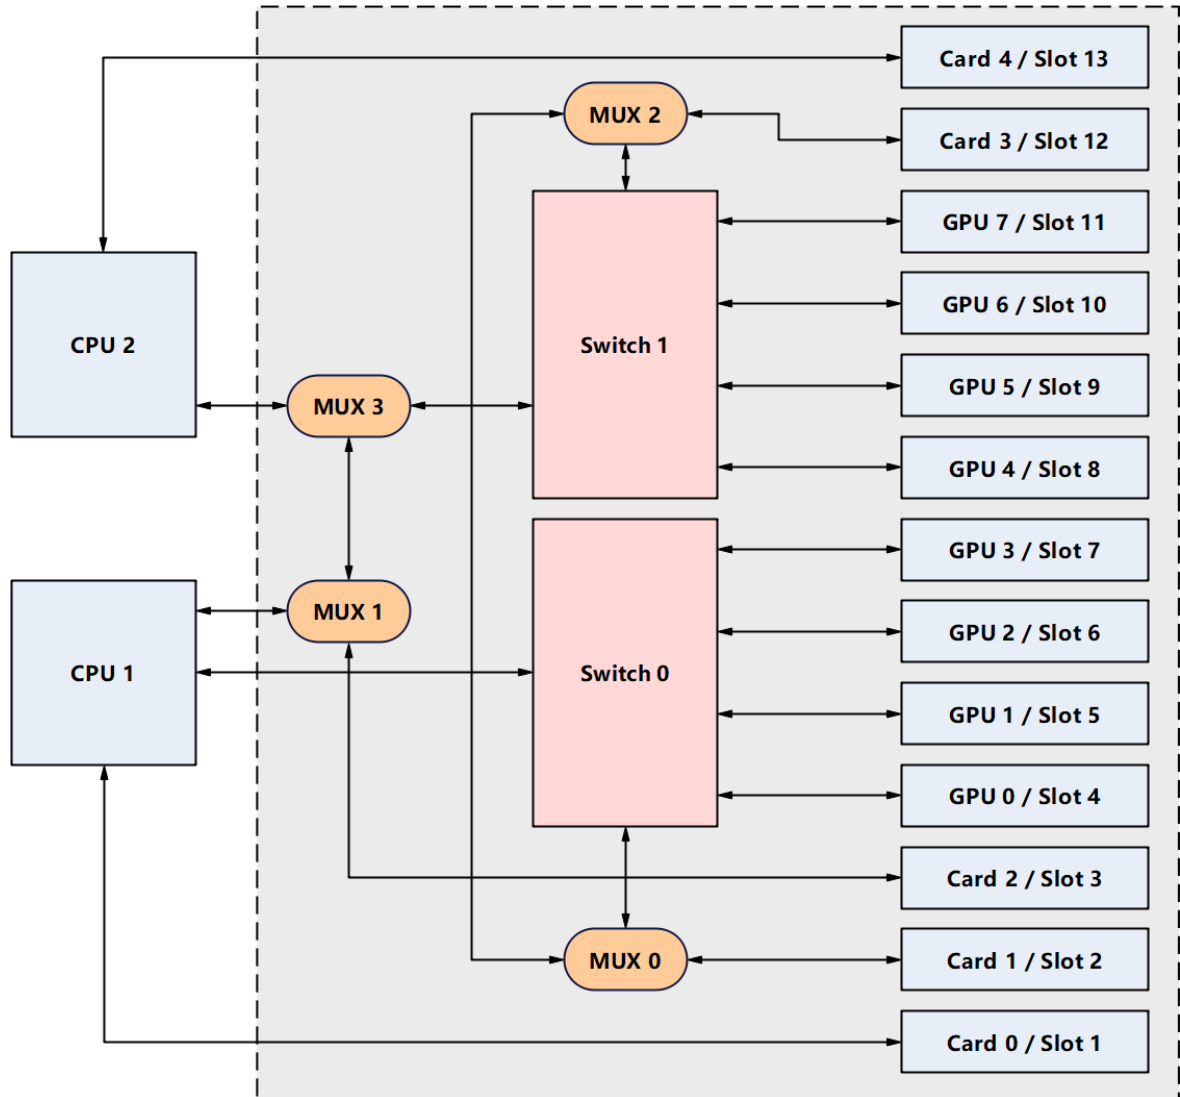 Card 4 / Slot 13
MUX 2
Card 3 / Slot 12
GPU 7 / Slot 11
GPU 6 / Slot 10
CPU 2
Switch 1
GPU 5 / Slot 9
MUX 3
GPU 4 / Slot 8
GPU 3 / Slot 7
MUX 1
GPU 2 / Slot 6
CPU 1
Switch 0
GPU 1 / Slot 5
GPU 0 / Slot 4
Card 2 / Slot 3
MUX 0
Card 1 / Slot 2
Card 0 / Slot 1